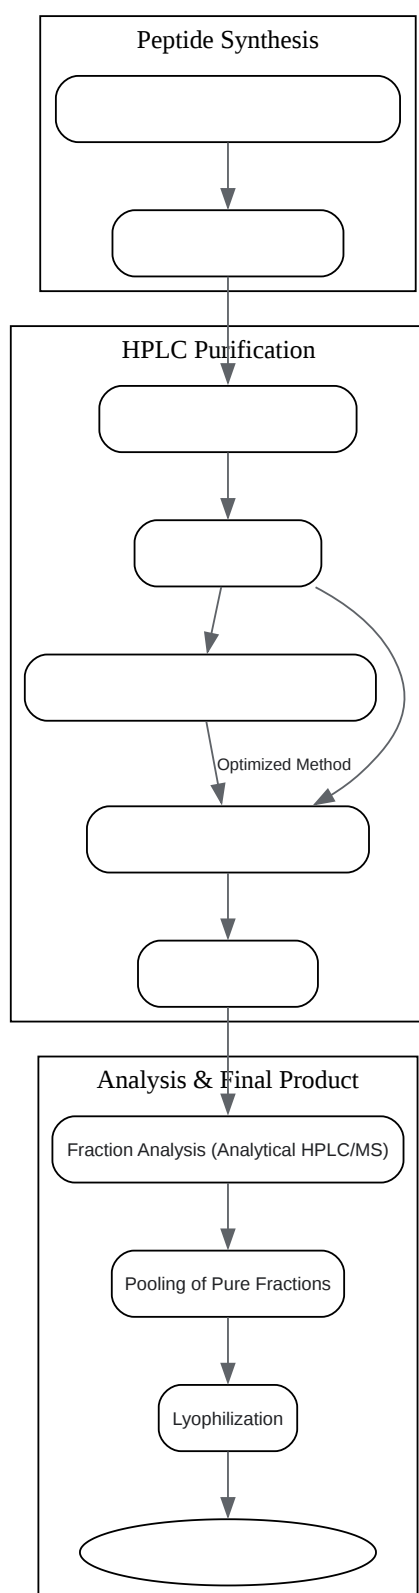 Peptide Synthesis
HPLC Purification
Optimized Method
Analysis & Final Product
Fraction Analysis (Analytical HPLC/MS)
Pooling of Pure Fractions
Lyophilization